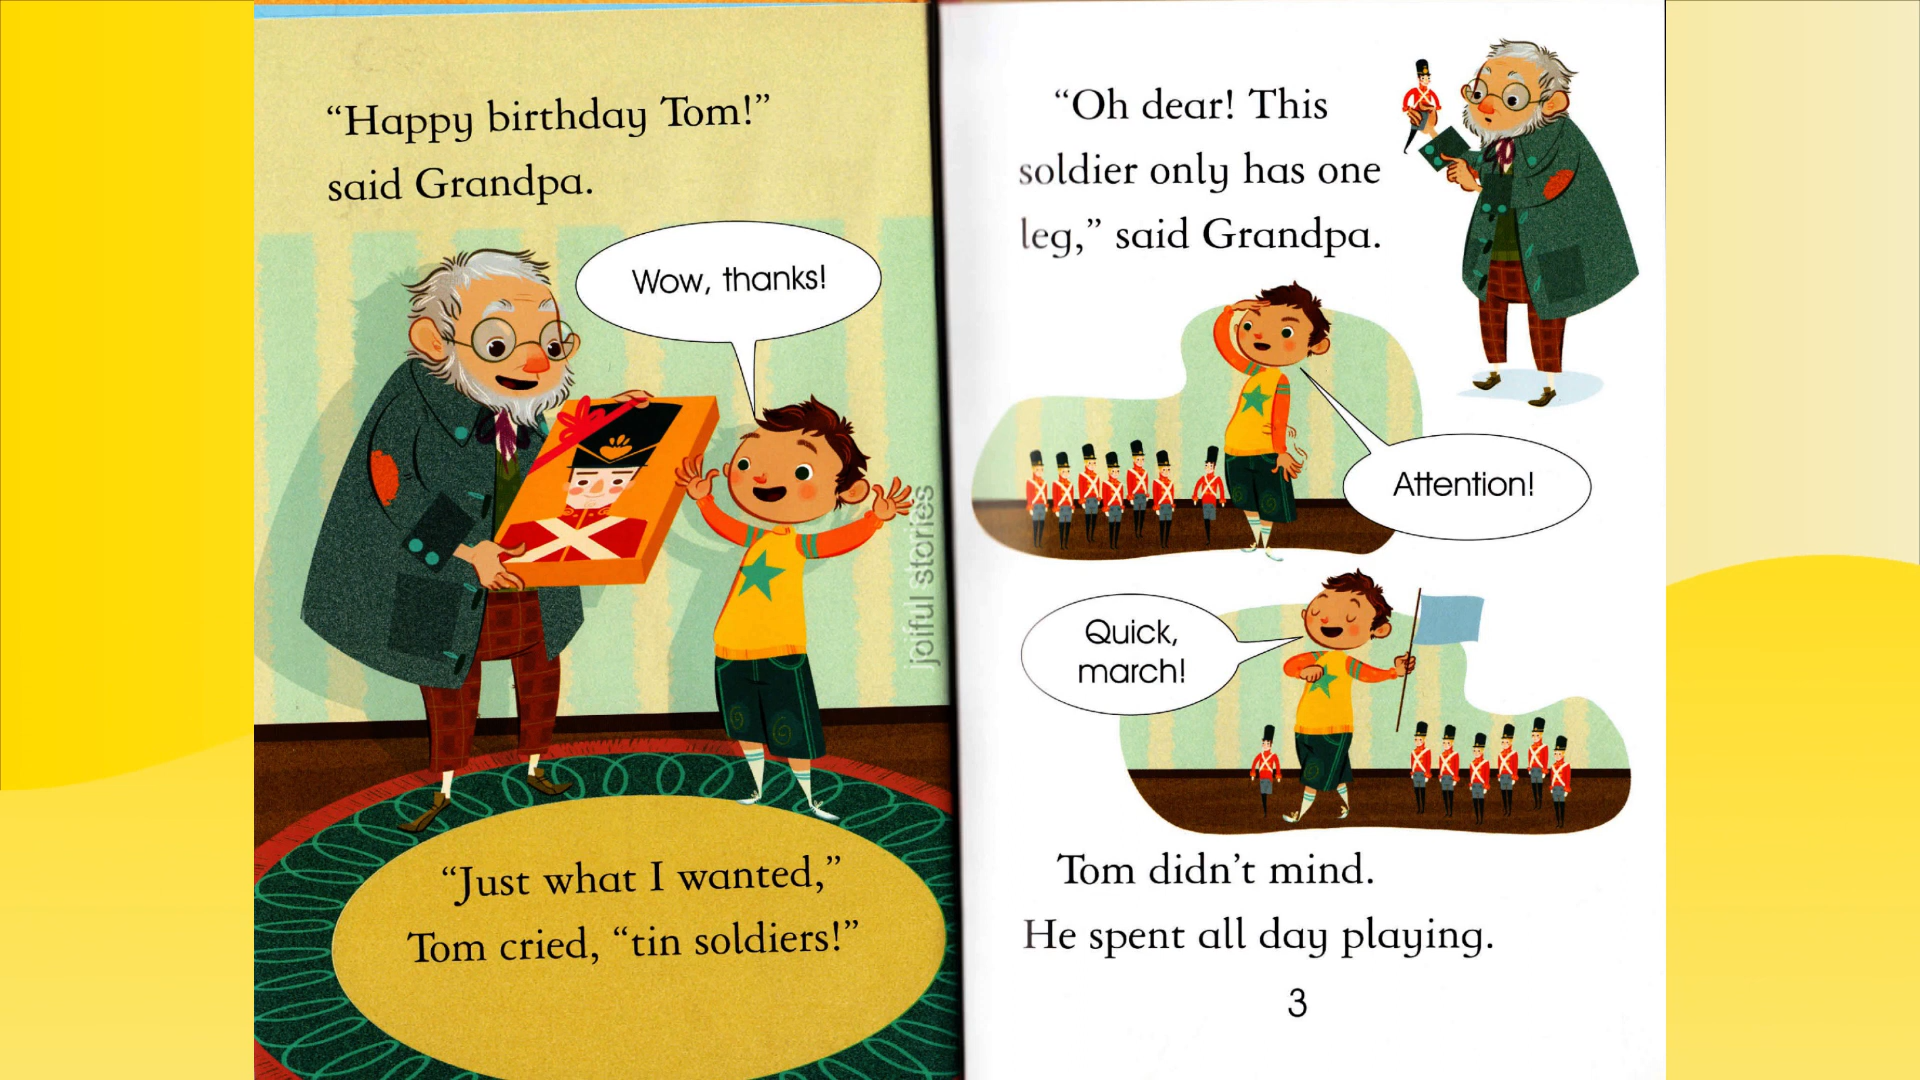 “Happy birthday Tom!”
said Grandpa.
Wow, thanks!
“Just what I wanted,”
Tom cried, “tin soldiers!”
joiful stories
“Oh dear! This
soldier only has one
leg,” said Grandpa.
Attention!
Quick,
march!
Tom didn’t mind.
He spent all day playing.
3